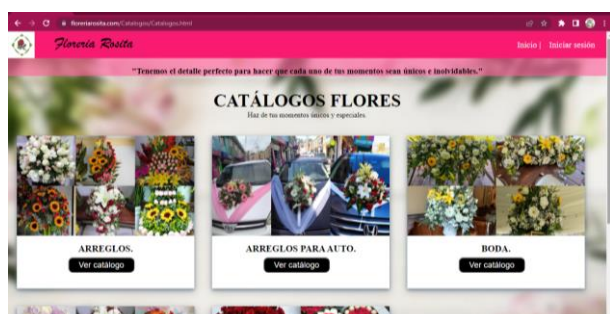 floreriarosita.com/Catalogos/Catalogos.html
Florería Rosita
Inicio | Iniciar sesión
"Tenemos el detalle perfecto para hacer que cada uno de tus momentos sean únicos e inolvidables."
CATÁLOGOS FLORES
Haz de tus momentos únicos y especiales.
ARREGLOS. ARREGLOS PARA AUTO. BODA.
Ver catálogo Ver catálogo Ver catálogo